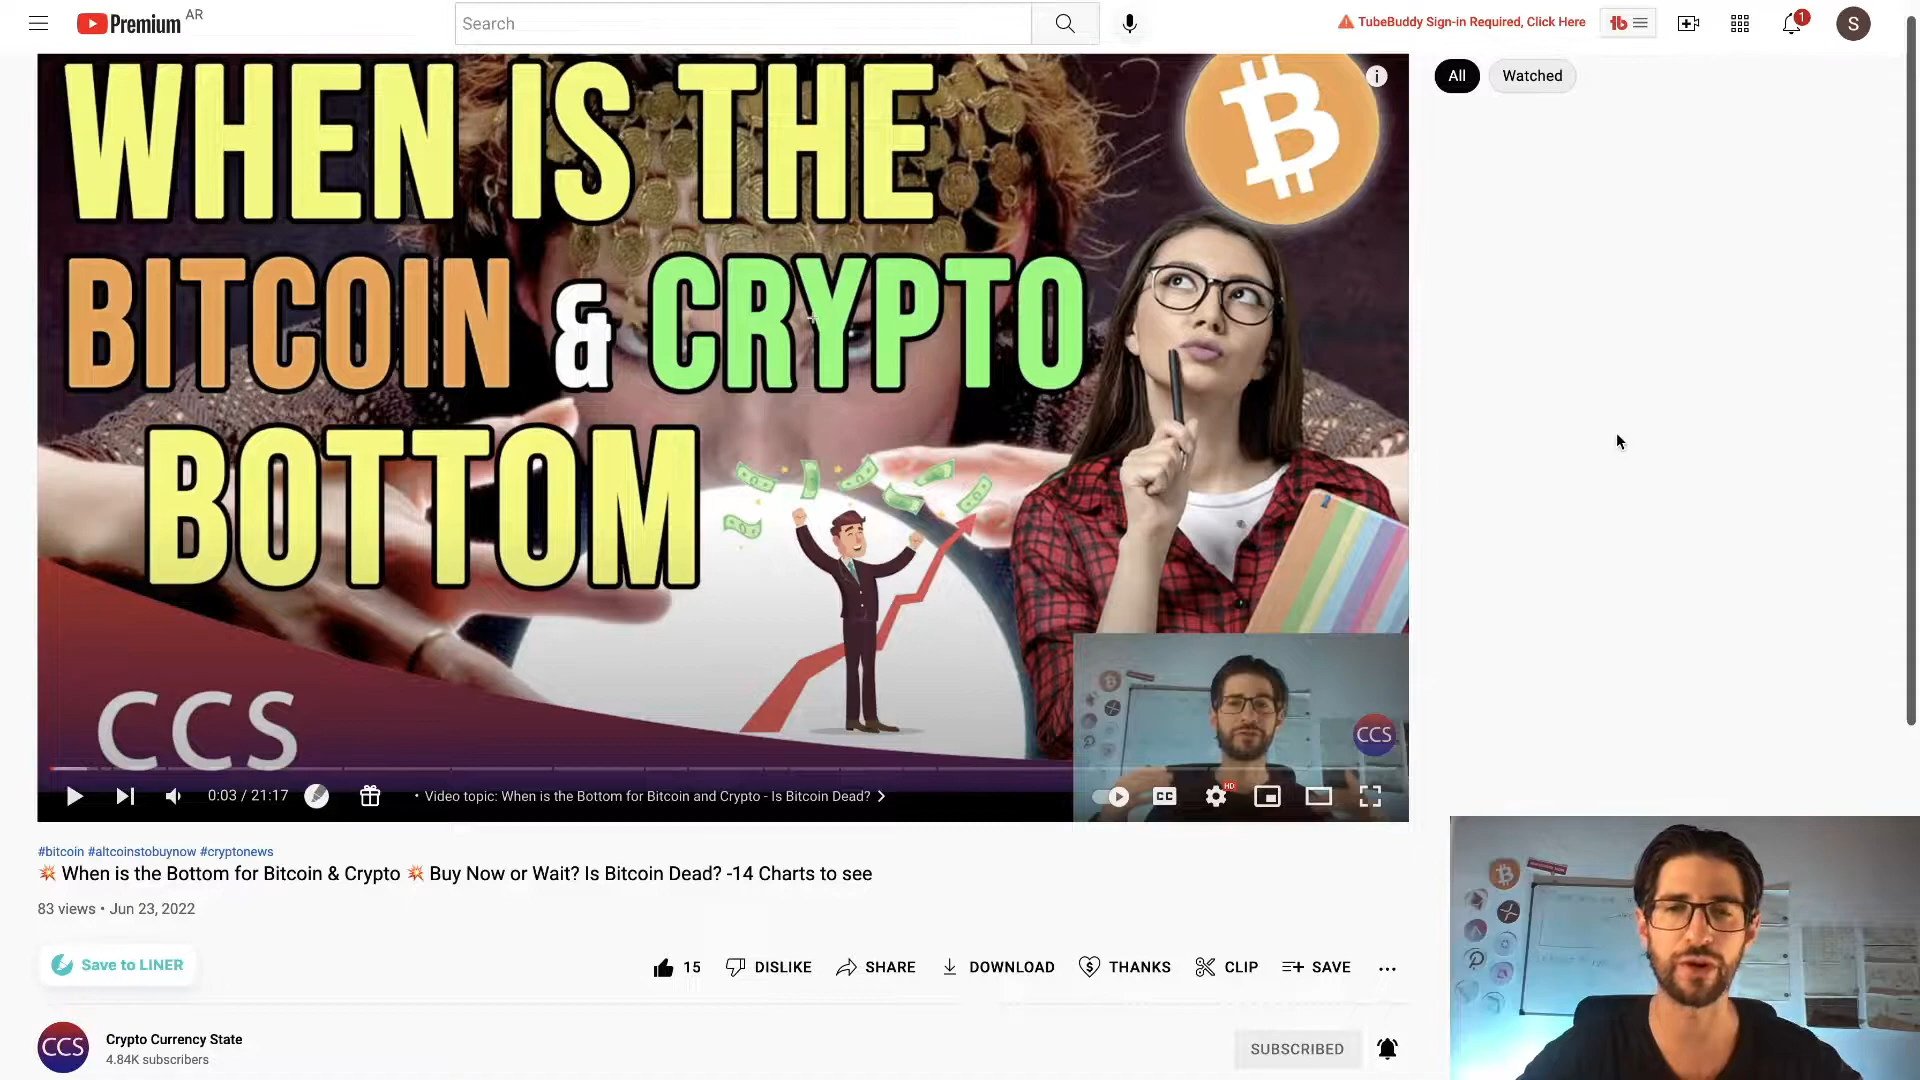 Premium AR
Search
TubeBuddy Sign-in Required, Click Here
tb
1
S
All
Watched
WHEN IS THE
BITCOIN & CRYPTO
BOTTOM
CCS
CCS
0:03 / 21:17
• Video topic: When is the Bottom for Bitcoin and Crypto - Is Bitcoin Dead?
CC
HD
#bitcoin #altcoinstobuynow #cryptonews
When is the Bottom for Bitcoin & Crypto
Buy Now or Wait? Is Bitcoin Dead? -14 Charts to see
83 views • Jun 23, 2022
Save to LINER
15
DISLIKE
SHARE
DOWNLOAD
THANKS
CLIP
SAVE
CCS
Crypto Currency State
4.84K subscribers
SUBSCRIBED